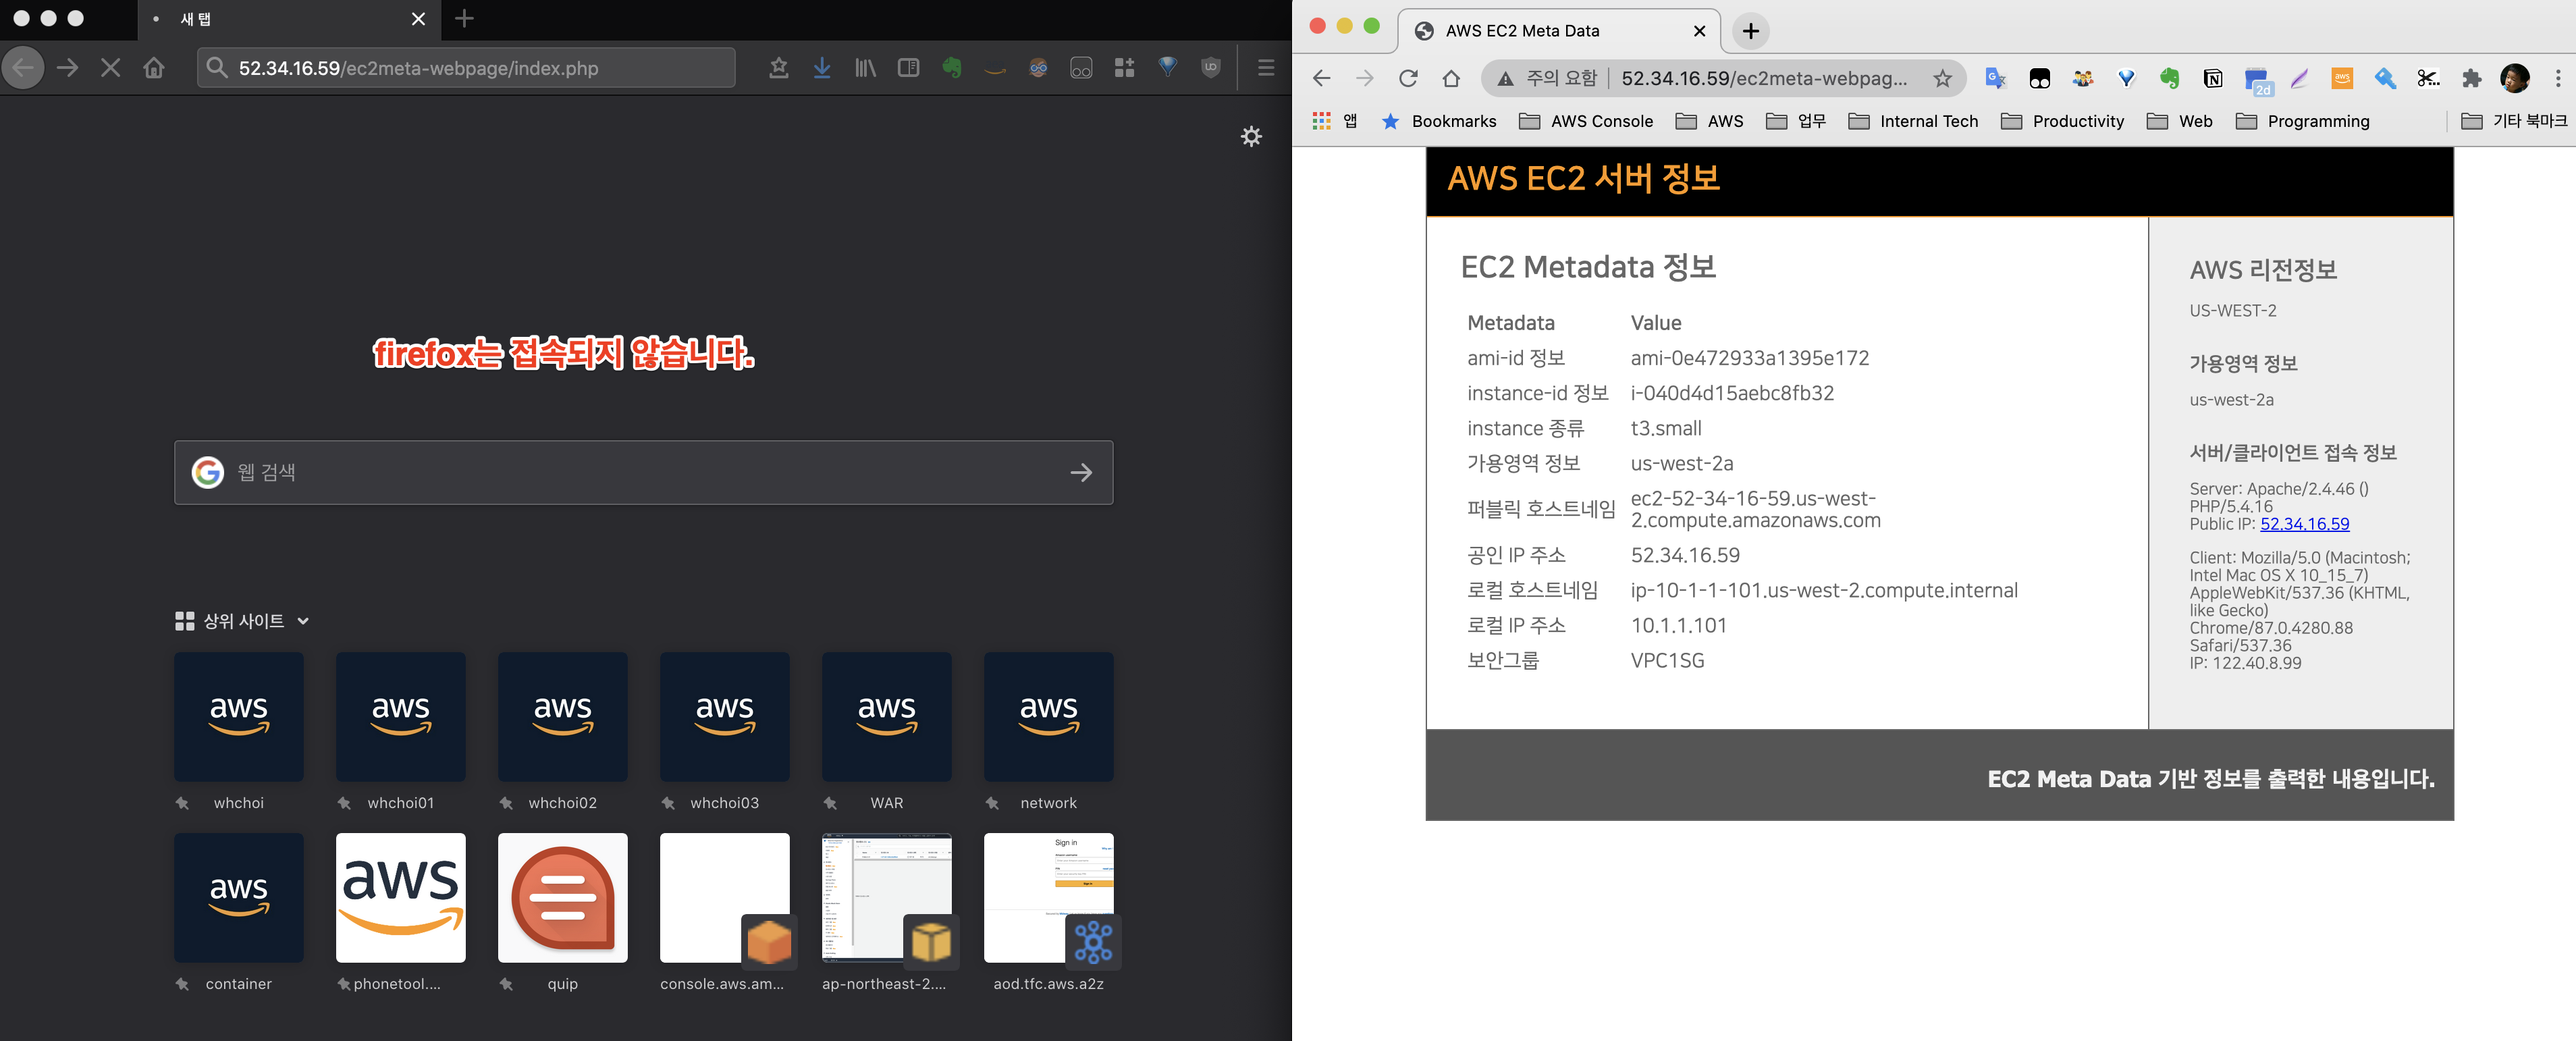 새 탭
52.34.16.59/ec2meta-webpage/index.php
firefox는 접속되지 않습니다.
웹 검색
상위 사이트
aws
aws
aws
aws
aws
aws
whchoi
whchoi01
whchoi02
whchoi03
WAR
network
aws
aws
Sign in
container
phonetool....
quip
console.aws.am...
ap-northeast-2....
aod.tfc.aws.a2z
AWS EC2 Meta Data
주의 요함
52.34.16.59/ec2meta-webpag...
2d
앱
Bookmarks
AWS Console
AWS
업무
Internal Tech
Productivity
Web
Programming
기타 북마크
AWS EC2 서버 정보
EC2 Metadata 정보
Metadata Value
ami-id 정보 ami-0e472933a1395e172
instance-id 정보 i-040d4d15aebc8fb32
instance 종류 t3.small
가용영역 정보 us-west-2a
퍼블릭 호스트네임 ec2-52-34-16-59.us-west-
2.compute.amazonaws.com
공인 IP 주소 52.34.16.59
로컬 호스트네임 ip-10-1-1-101.us-west-2.compute.internal
로컬 IP 주소 10.1.1.101
보안그룹 VPC1SG
AWS 리전정보
US-WEST-2
가용영역 정보
us-west-2a
서버/클라이언트 접속 정보
Server: Apache/2.4.46 ()
PHP/5.4.16
Public IP: 52.34.16.59
Client: Mozilla/5.0 (Macintosh;
Intel Mac OS X 10_15_7)
AppleWebKit/537.36 (KHTML,
like Gecko)
Chrome/87.0.4280.88
Safari/537.36
IP: 122.40.8.99
EC2 Meta Data 기반 정보를 출력한 내용입니다.